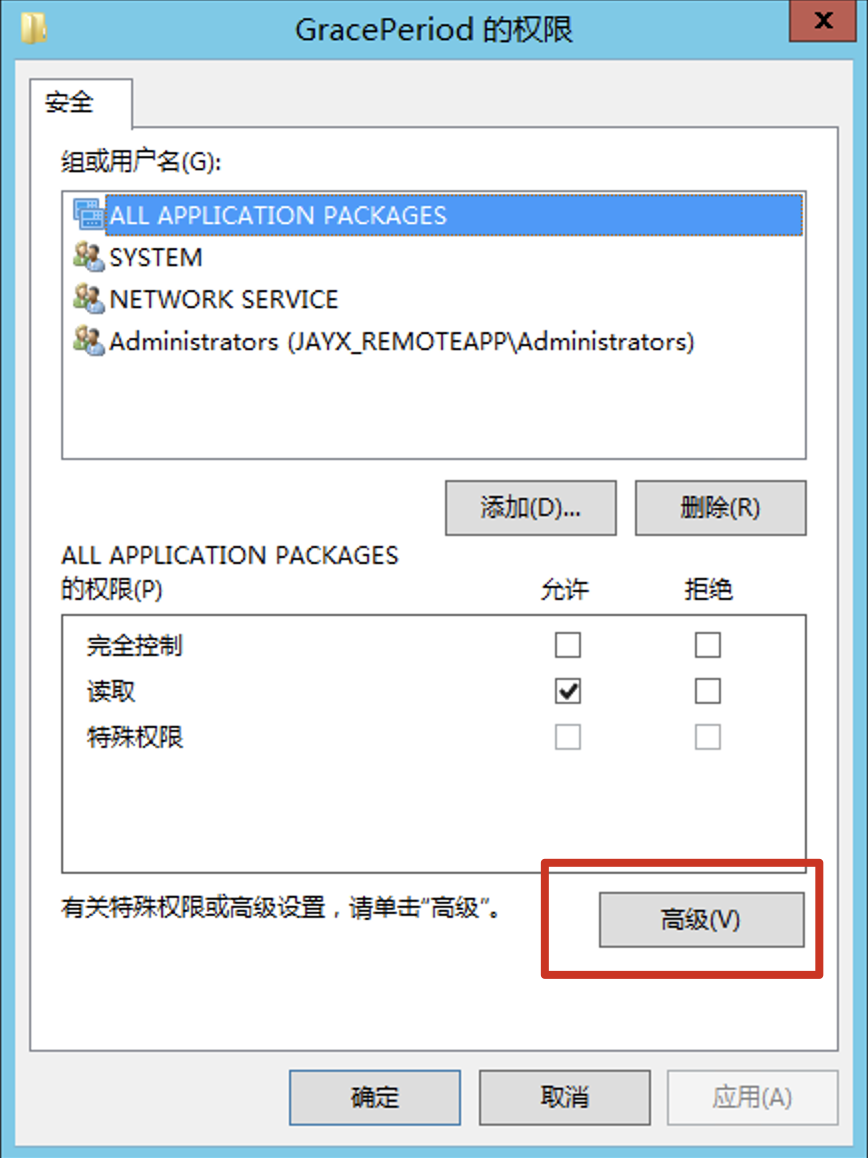 GracePeriod 的权限
x
安全
组或用户名(G):
ALL APPLICATION PACKAGES
SYSTEM
NETWORK SERVICE
Administrators (JAYX_REMOTEAPP\Administrators)
添加(D)...
删除(R)
ALL APPLICATION PACKAGES
的权限(P)
允许
拒绝
完全控制
读取
特殊权限
有关特殊权限或高级设置，请单击“高级”。
高级(V)
确定
取消
应用(A)